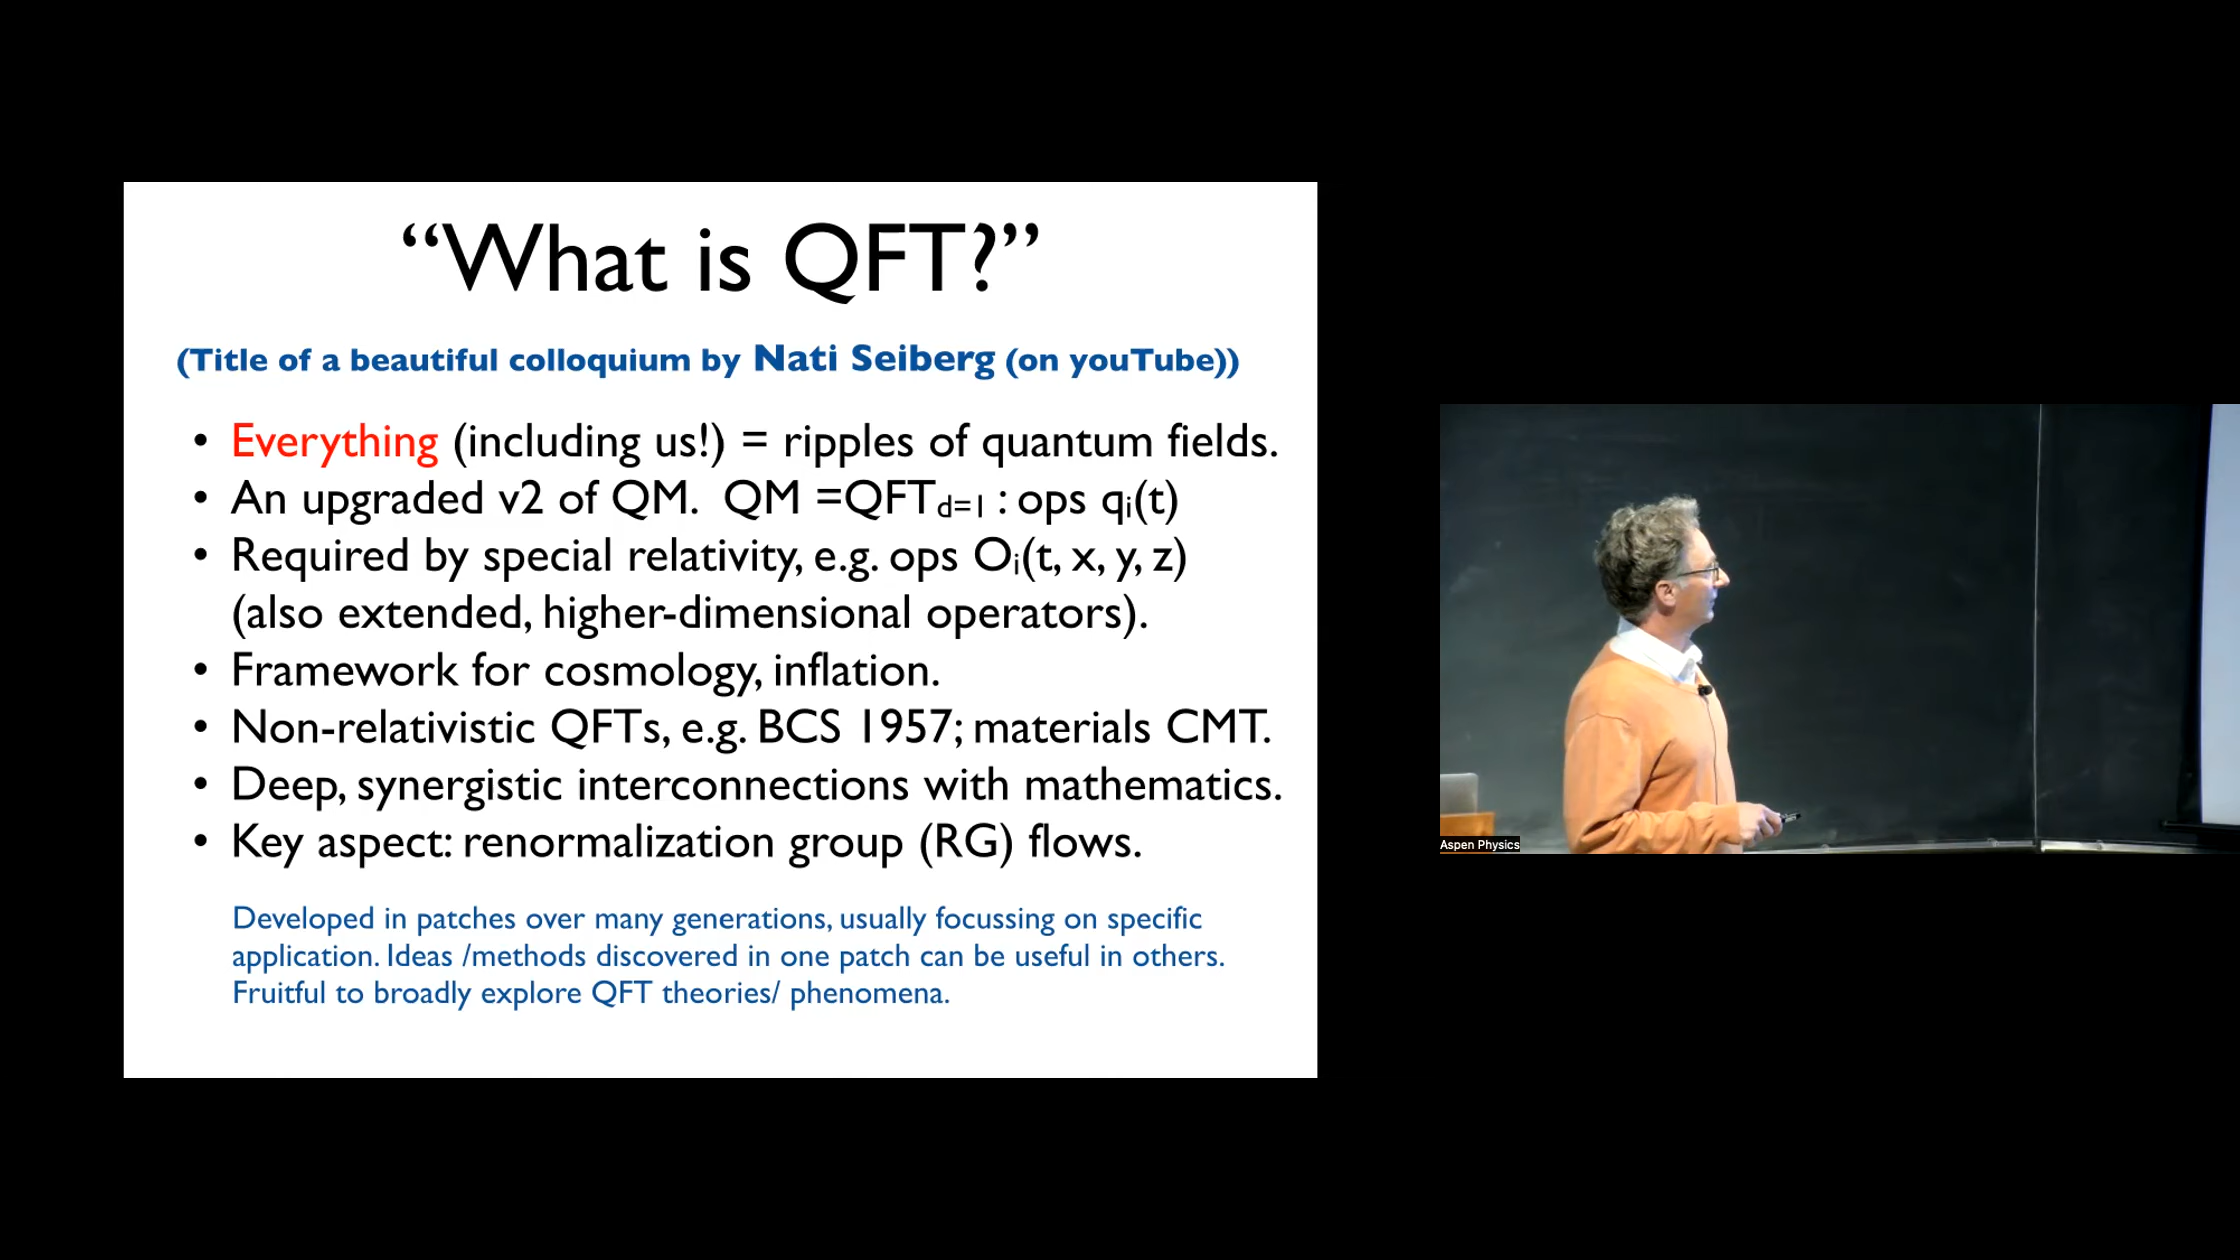 “What is QFT?”
(Title of a beautiful colloquium by Nati Seiberg (on youTube))
• Everything (including us!) = ripples of quantum fields.
• An upgraded v2 of QM. QM =QFTd=1 : ops qi(t)
• Required by special relativity, e.g. ops Oi(t, x, y, z)
(also extended, higher-dimensional operators).
• Framework for cosmology, inflation.
• Non-relativistic QFTs, e.g. BCS 1957; materials CMT.
• Deep, synergistic interconnections with mathematics.
• Key aspect: renormalization group (RG) flows.
Developed in patches over many generations, usually focussing on specific
application. Ideas /methods discovered in one patch can be useful in others.
Fruitful to broadly explore QFT theories/ phenomena.
Aspen Physics